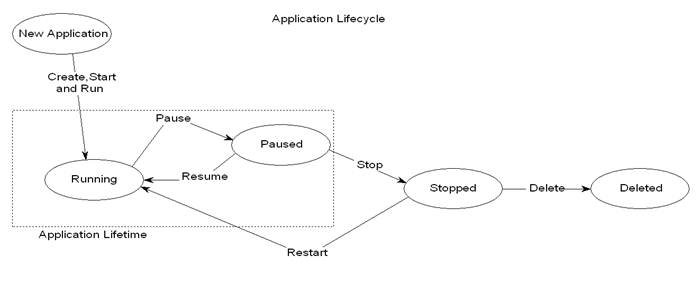 Application Lifecycle
New Application
Create,Start
and Run
Pause
Paused
Running
Resume
Stop
Stopped
Delete
Deleted
Application Lifetime
Restart